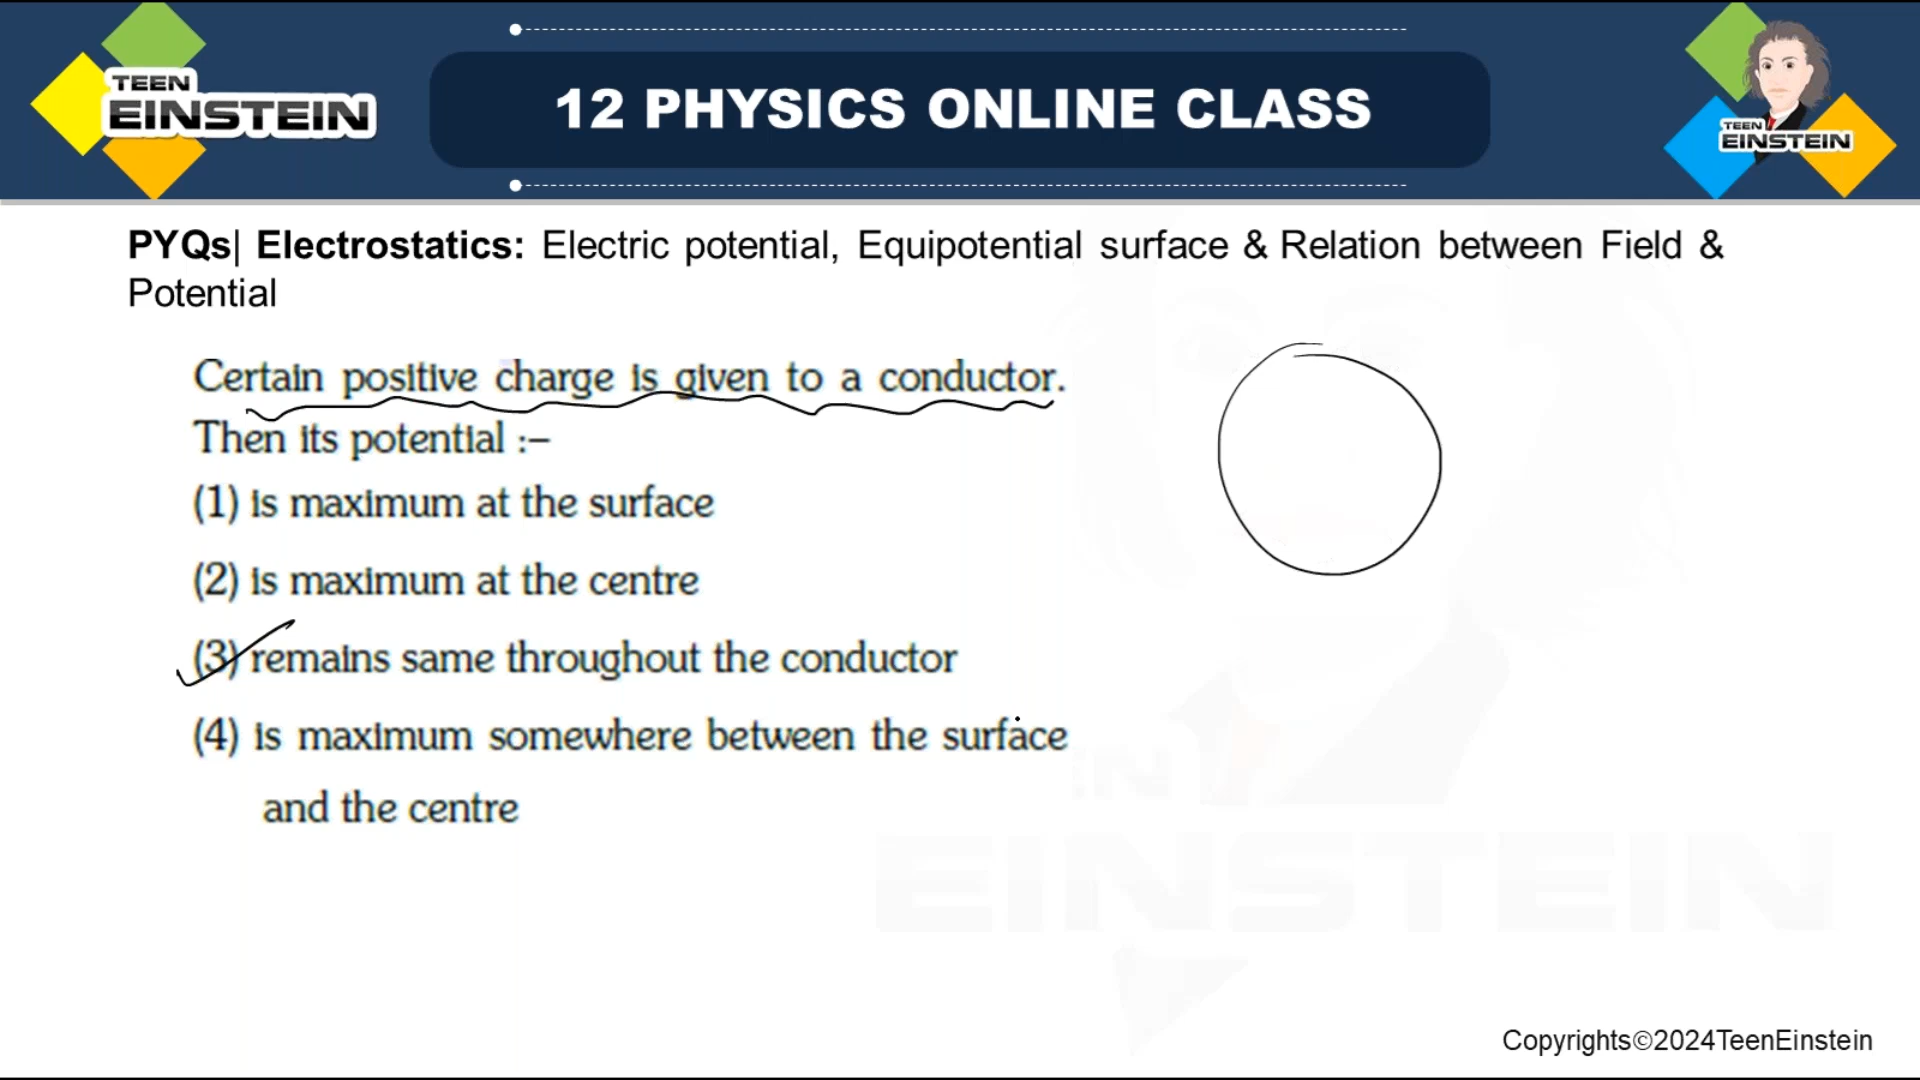 TEEN
EINSTEIN
12 PHYSICS ONLINE CLASS
TEEN
EINSTEIN
PYQs| Electrostatics: Electric potential, Equipotential surface & Relation between Field &
Potential
Certain positive charge is given to a conductor.
Then its potential :–
(1) is maximum at the surface
(2) is maximum at the centre
(3) remains same throughout the conductor
(4) is maximum somewhere between the surface
and the centre
EINSTEIN
Copyrights©2024TeenEinstein